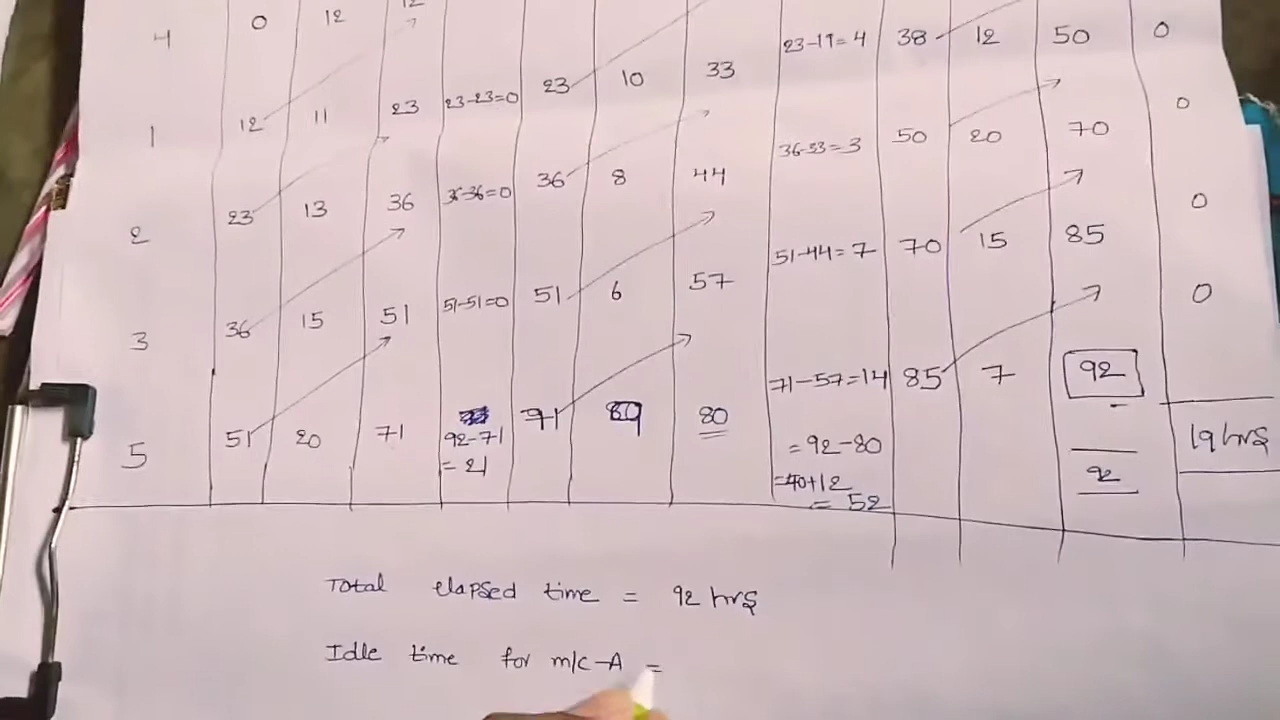 4 0 12 12
23-19=4 38 12 50 0
1 12 11 23 23-23=0 23 10 33
36-33=3 50 20 70 0
2 23 13 36 36-36=0 36 8 44
51-44=7 70 15 85 0
3 36 15 51 51-51=0 51 6 57
71-57=14 85 7 92 0
5 51 20 71 92-71 71 80
= 21
= 92-80
=40+12
= 52
92
19 hrs
Total elapsed time = 92 hrs
Idle time for m/c-A =